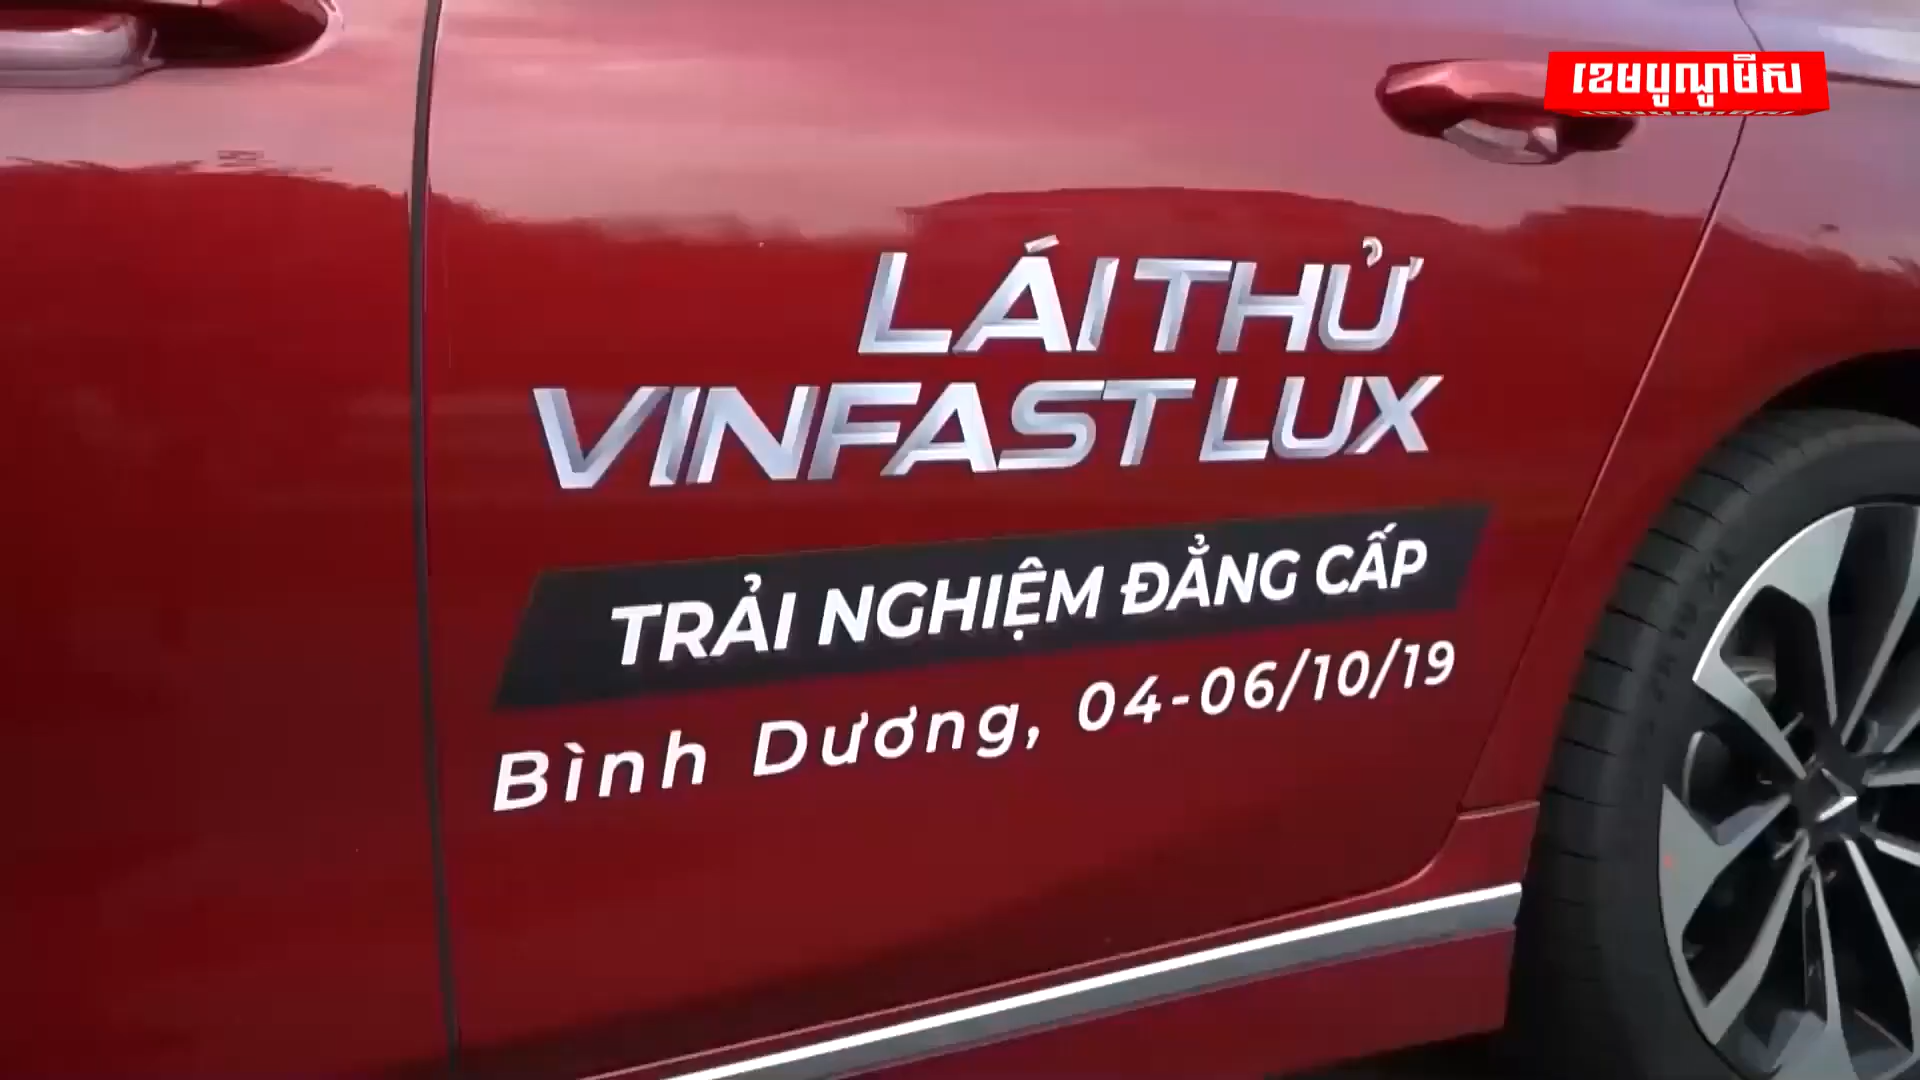 ខេមបូណូមីស
LÁI THỬ
VINFAST LUX
TRẢI NGHIỆM ĐẲNG CẤP
Bình Dương, 04-06/10/19